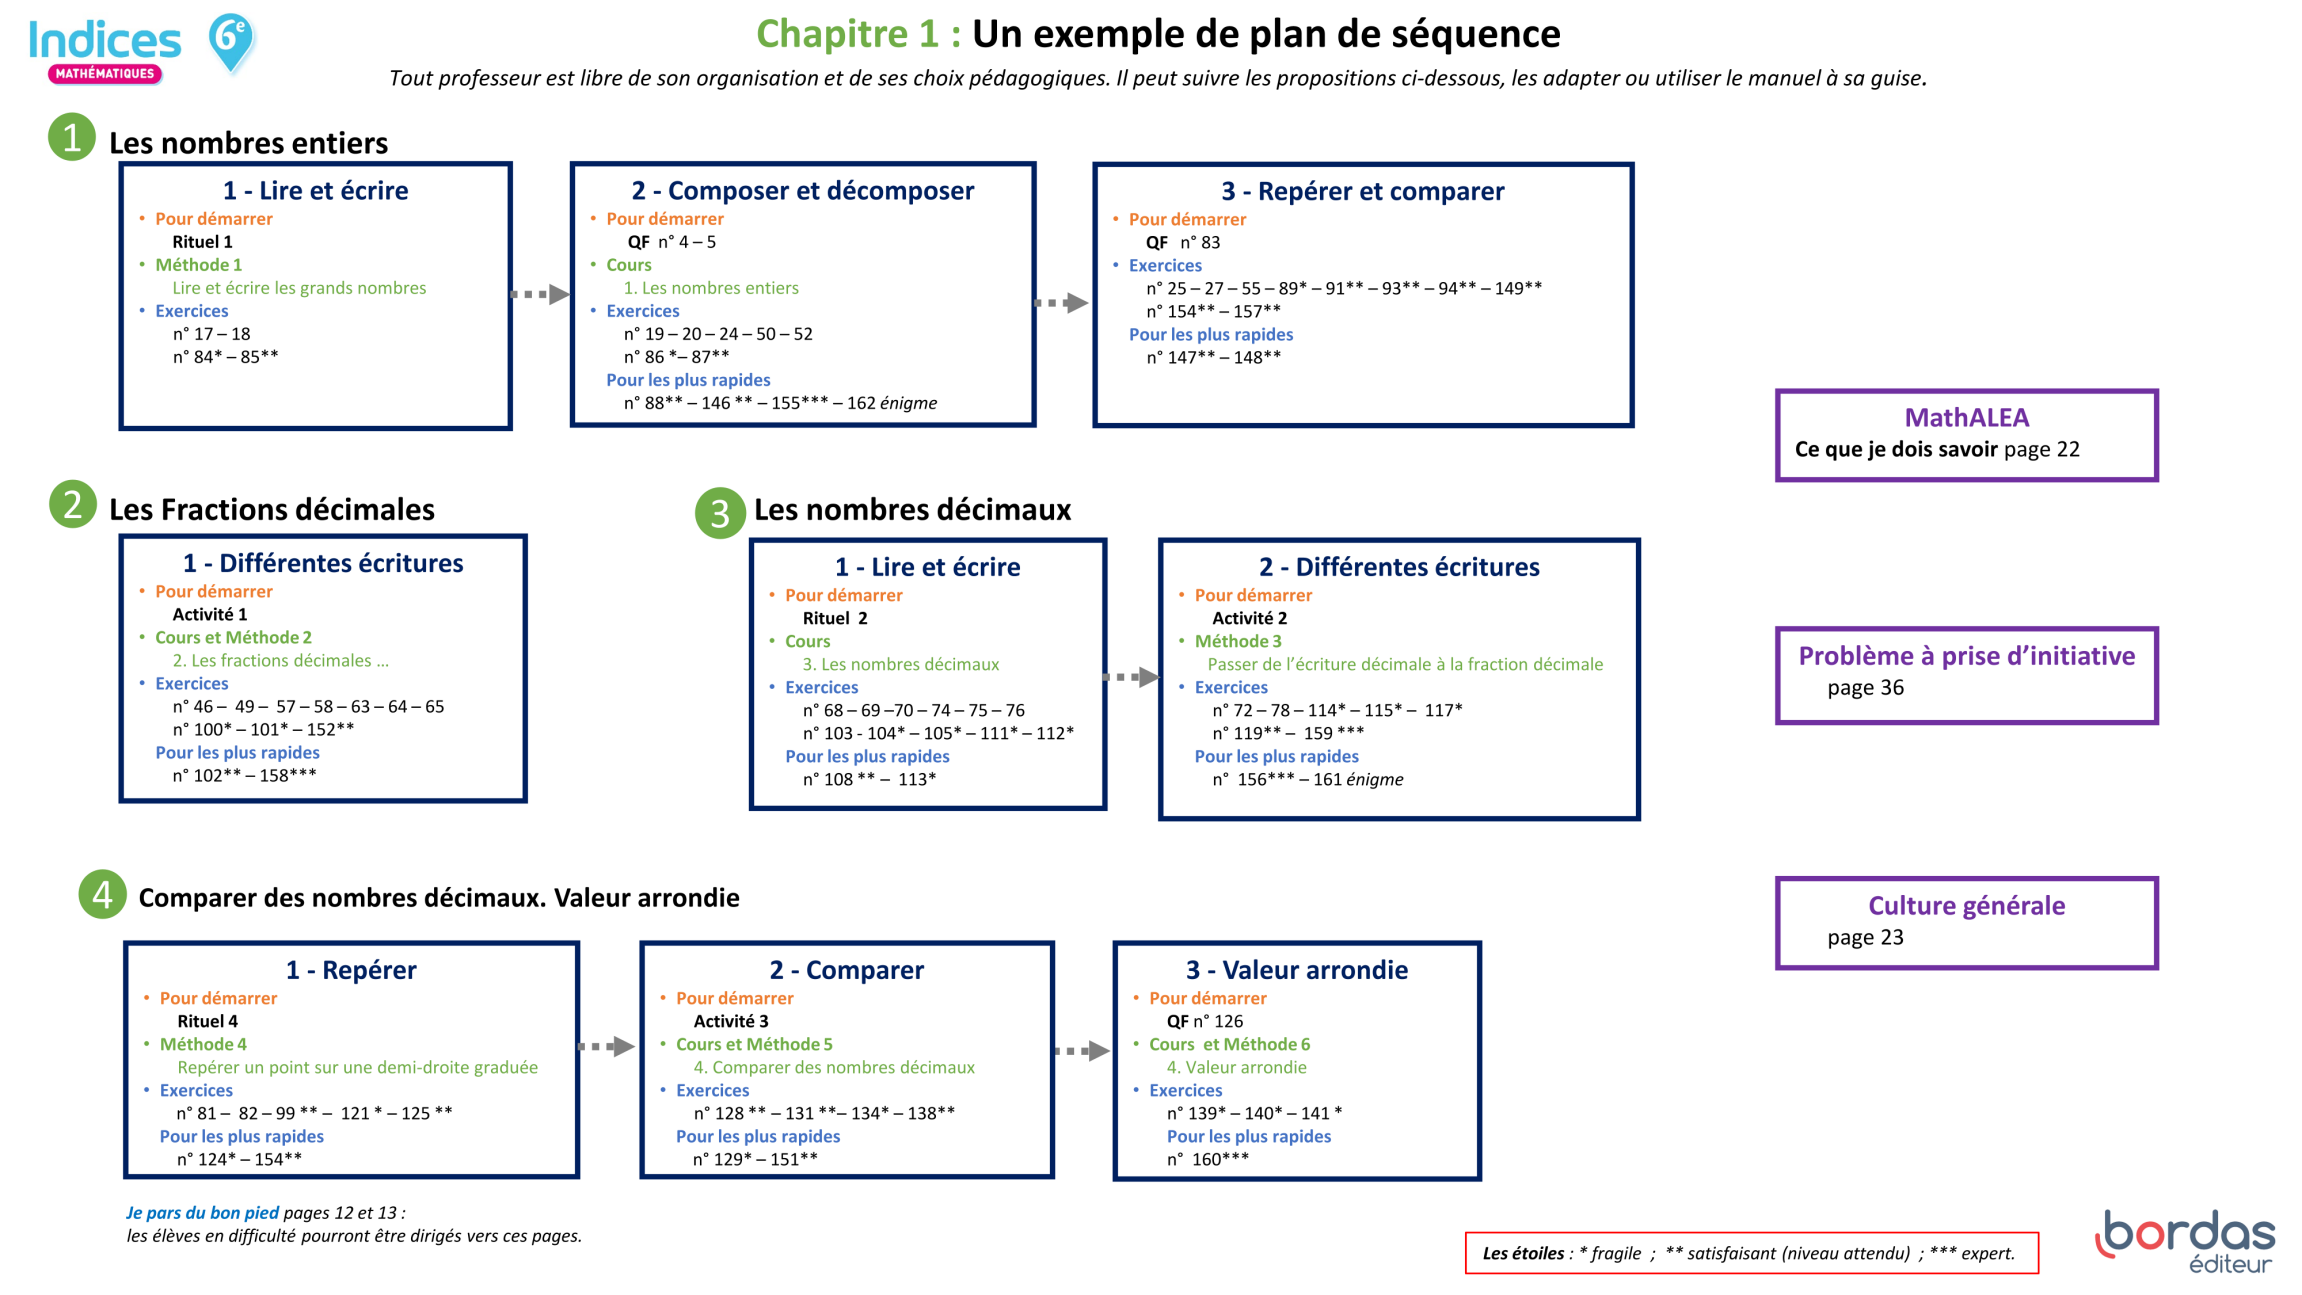 Indices
MATHÉMATIQUES
6e
Chapitre 1 : Un exemple de plan de séquence
Tout professeur est libre de son organisation et de ses choix pédagogiques. Il peut suivre les propositions ci-dessous, les adapter ou utiliser le manuel à sa guise.
1 Les nombres entiers
1 - Lire et écrire
• Pour démarrer
Rituel 1
• Méthode 1
Lire et écrire les grands nombres
• Exercices
n° 17 – 18
n° 84* – 85**
2 - Composer et décomposer
• Pour démarrer
QF n° 4 – 5
• Cours
1. Les nombres entiers
• Exercices
n° 19 – 20 – 24 – 50 – 52
n° 86 *– 87**
Pour les plus rapides
n° 88** – 146 ** – 155*** – 162 énigme
3 - Repérer et comparer
• Pour démarrer
QF n° 83
• Exercices
n° 25 – 27 – 55 – 89* – 91** – 93** – 94** – 149**
n° 154** – 157**
Pour les plus rapides
n° 147** – 148**
MathALEA
Ce que je dois savoir page 22
2 Les Fractions décimales
1 - Différentes écritures
• Pour démarrer
Activité 1
• Cours et Méthode 2
2. Les fractions décimales ...
• Exercices
n° 46 – 49 – 57 – 58 – 63 – 64 – 65
n° 100* – 101* – 152**
Pour les plus rapides
n° 102** – 158***
3 Les nombres décimaux
1 - Lire et écrire
• Pour démarrer
Rituel 2
• Cours
3. Les nombres décimaux
• Exercices
n° 68 – 69 –70 – 74 – 75 – 76
n° 103 - 104* – 105* – 111* – 112*
Pour les plus rapides
n° 108 ** – 113*
2 - Différentes écritures
• Pour démarrer
Activité 2
• Méthode 3
Passer de l’écriture décimale à la fraction décimale
• Exercices
n° 72 – 78 – 114* – 115* – 117*
n° 119** – 159 ***
Pour les plus rapides
n° 156*** – 161 énigme
Problème à prise d’initiative
page 36
4 Comparer des nombres décimaux. Valeur arrondie
1 - Repérer
• Pour démarrer
Rituel 4
• Méthode 4
Repérer un point sur une demi-droite graduée
• Exercices
n° 81 – 82 – 99 ** – 121 * – 125 **
Pour les plus rapides
n° 124* – 154**
2 - Comparer
• Pour démarrer
Activité 3
• Cours et Méthode 5
4. Comparer des nombres décimaux
• Exercices
n° 128 ** – 131 **– 134* – 138**
Pour les plus rapides
n° 129* – 151**
3 - Valeur arrondie
• Pour démarrer
QF n° 126
• Cours et Méthode 6
4. Valeur arrondie
• Exercices
n° 139* – 140* – 141 *
Pour les plus rapides
n° 160***
Culture générale
page 23
Je pars du bon pied pages 12 et 13 :
les élèves en difficulté pourront être dirigés vers ces pages.
Les étoiles : * fragile ; ** satisfaisant (niveau attendu) ; *** expert.
bordas
éditeur